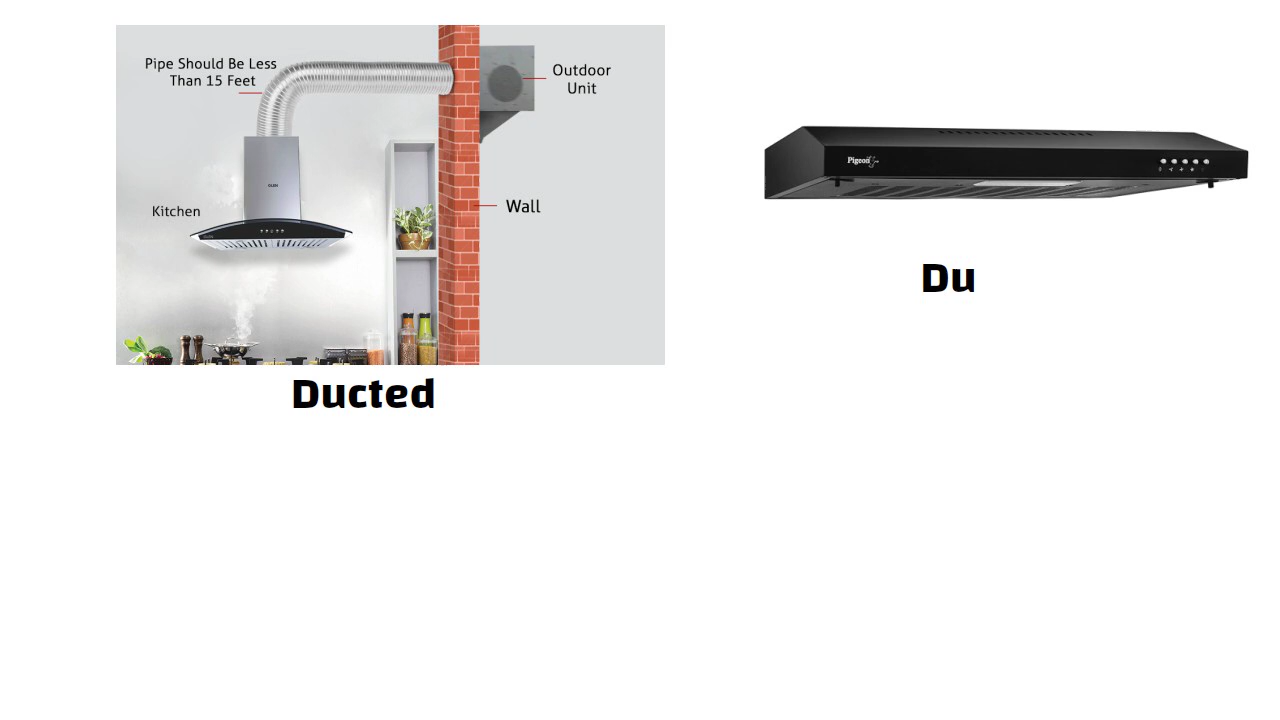 Pipe Should Be Less
Than 15 Feet
Outdoor
Unit
Kitchen
Wall
Ducted
Pigeon
Du